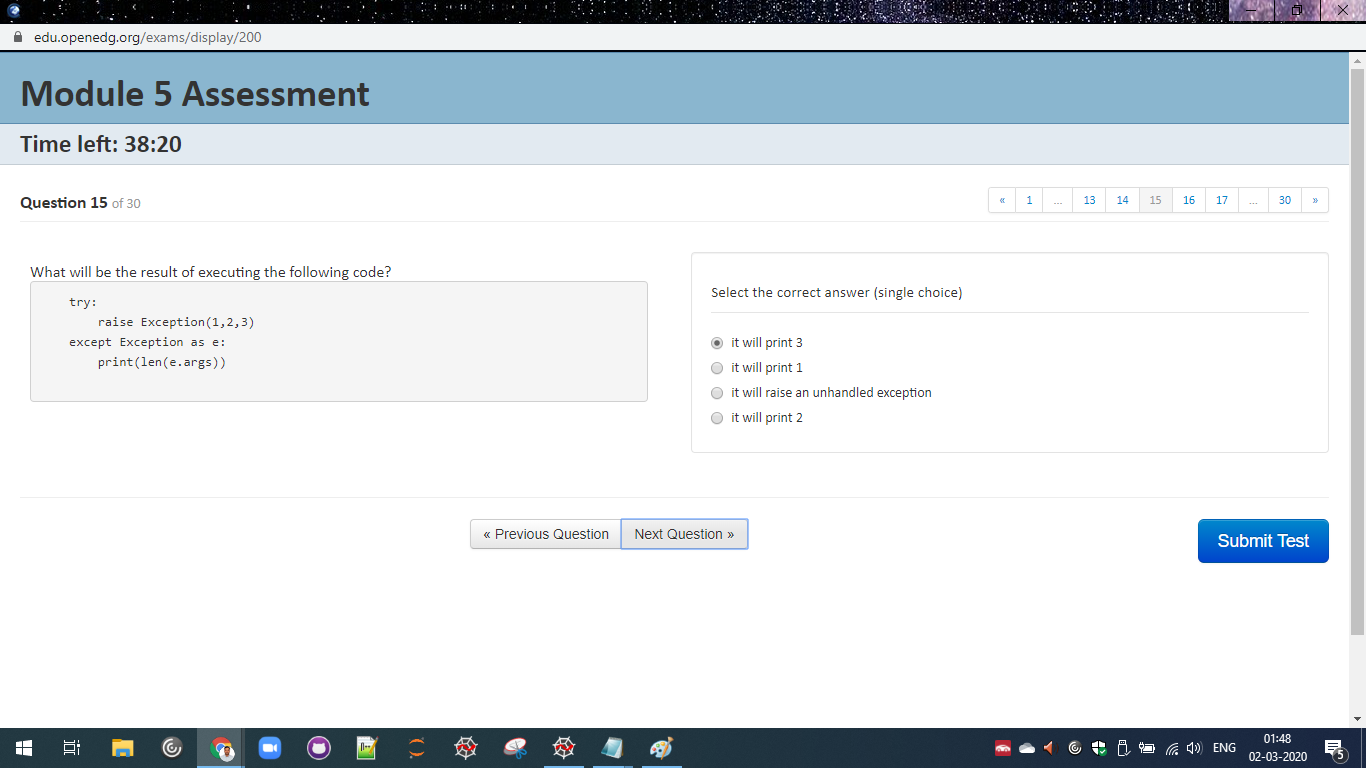 edu.openedg.org/exams/display/200
Module 5 Assessment
Time left: 38:20
Question 15 of 30
« 1 ... 13 14 15 16 17 ... 30 »
What will be the result of executing the following code?
try:
    raise Exception(1,2,3)
except Exception as e:
    print(len(e.args))
Select the correct answer (single choice)
it will print 3
it will print 1
it will raise an unhandled exception
it will print 2
« Previous Question
Next Question »
Submit Test
ENG
01:48
02-03-2020
5